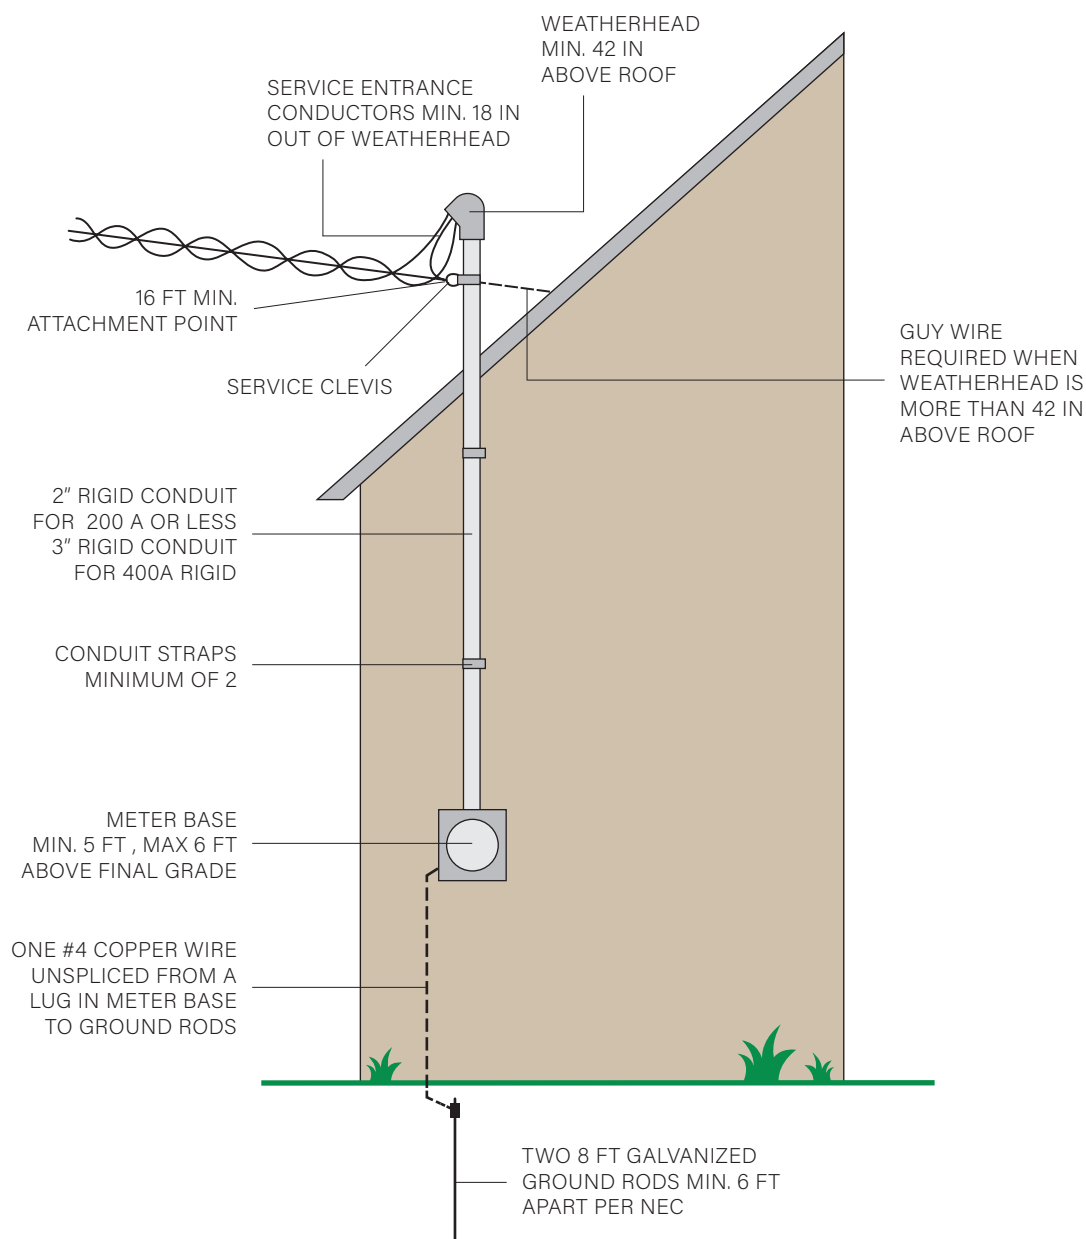 WEATHERHEAD
MIN. 42 IN
ABOVE ROOF
SERVICE ENTRANCE
CONDUCTORS MIN. 18 IN
OUT OF WEATHERHEAD
16 FT MIN.
ATTACHMENT POINT
SERVICE CLEVIS
GUY WIRE
REQUIRED WHEN
WEATHERHEAD IS
MORE THAN 42 IN
ABOVE ROOF
2" RIGID CONDUIT
FOR 200 A OR LESS
3" RIGID CONDUIT
FOR 400A RIGID
CONDUIT STRAPS
MINIMUM OF 2
METER BASE
MIN. 5 FT , MAX 6 FT
ABOVE FINAL GRADE
ONE #4 COPPER WIRE
UNSPLICED FROM A
LUG IN METER BASE
TO GROUND RODS
TWO 8 FT GALVANIZED
GROUND RODS MIN. 6 FT
APART PER NEC